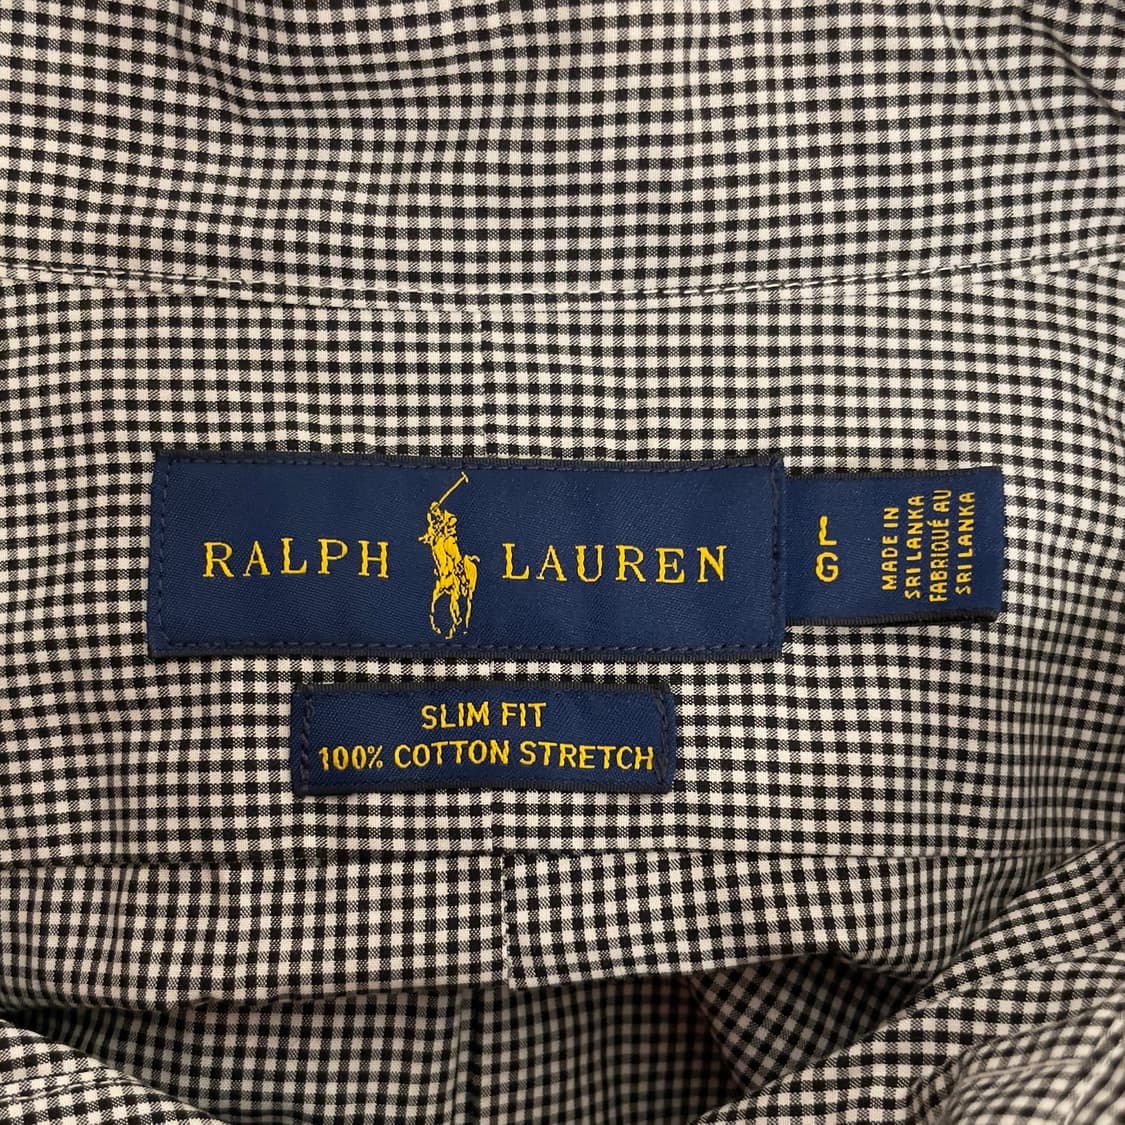 RALPH LAUREN
L
G
MADE IN
SRI LANKA
FABRIQUÉ AU
SRI LANKA
SLIM FIT
100% COTTON STRETCH